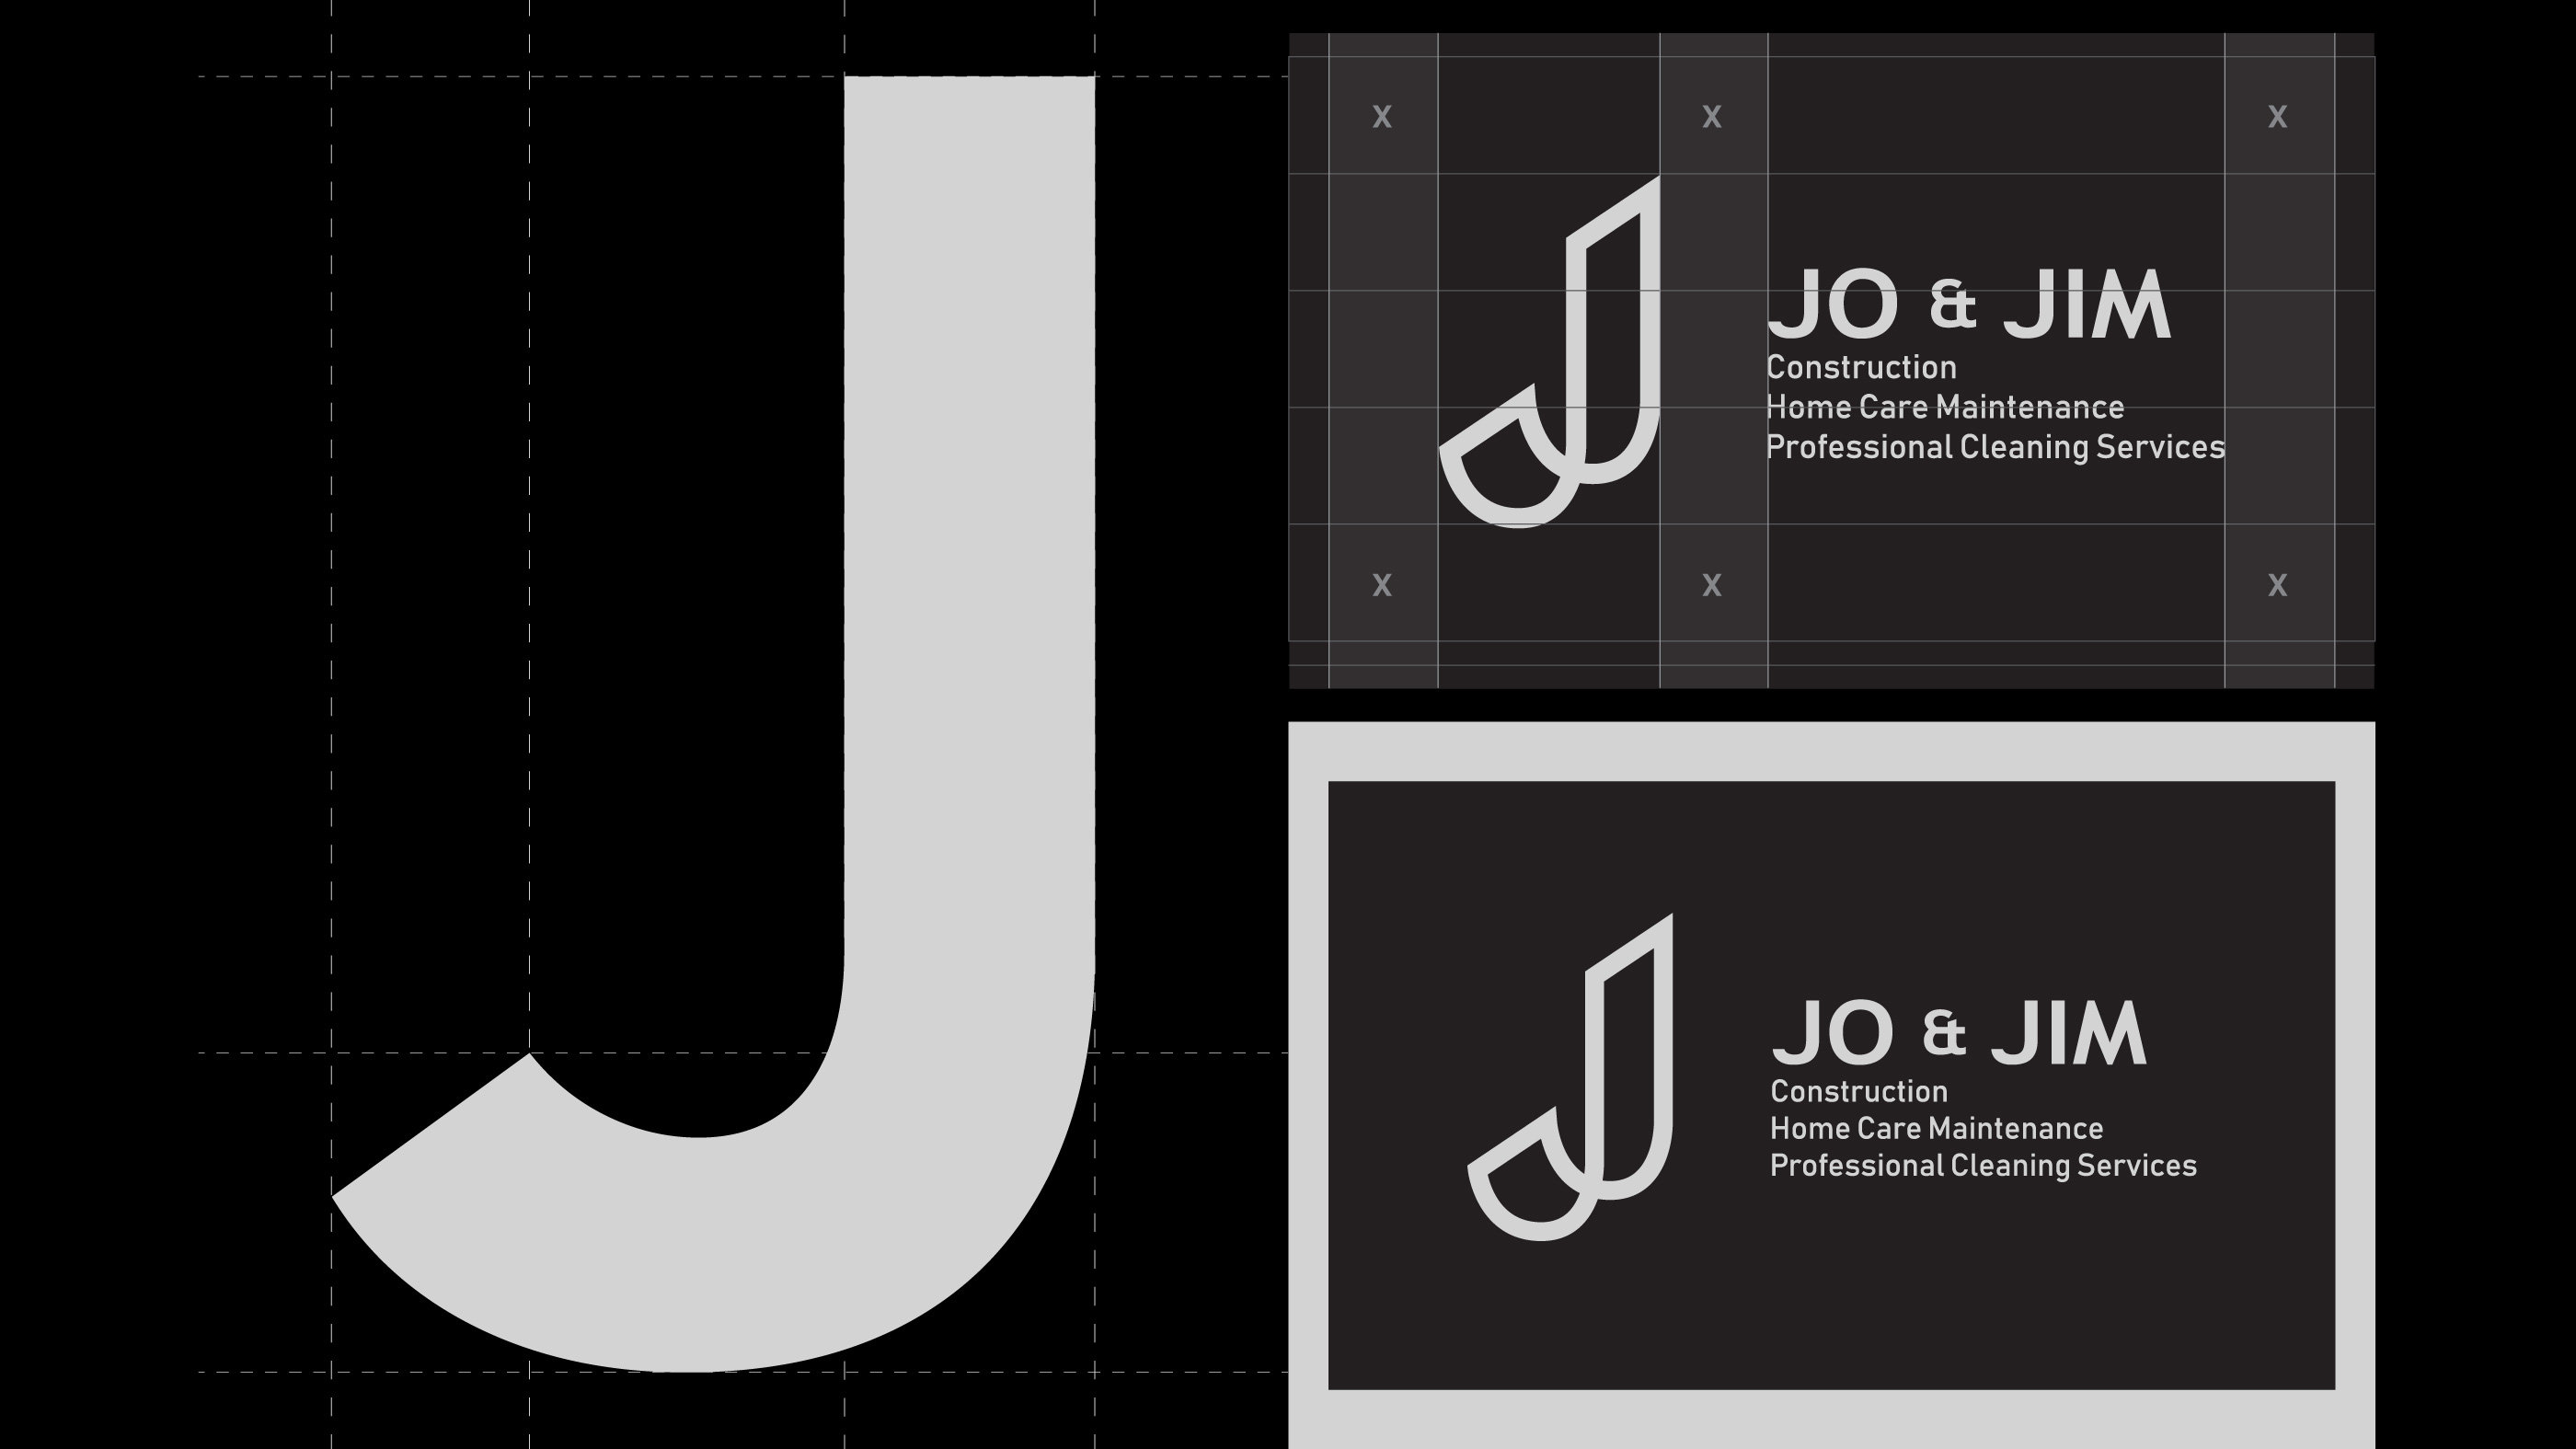 J
X X X
JO & JIM
Construction
Home Care Maintenance
Professional Cleaning Services
X X X
JO & JIM
Construction
Home Care Maintenance
Professional Cleaning Services